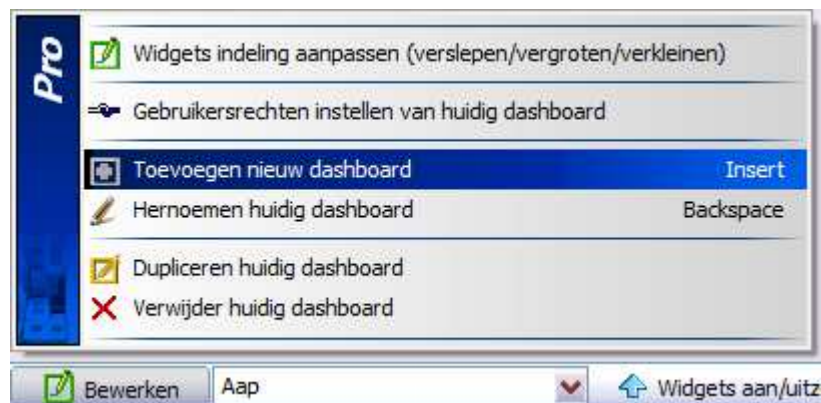 Pro
Widgets indeling aanpassen (verslepen/vergroten/verkleinen)
Gebruikersrechten instellen van huidig dashboard
Toevoegen nieuw dashboard Insert
Hernoemen huidig dashboard Backspace
Dupliceren huidig dashboard
Verwijder huidig dashboard
Bewerken Aap Widgets aan/uitz